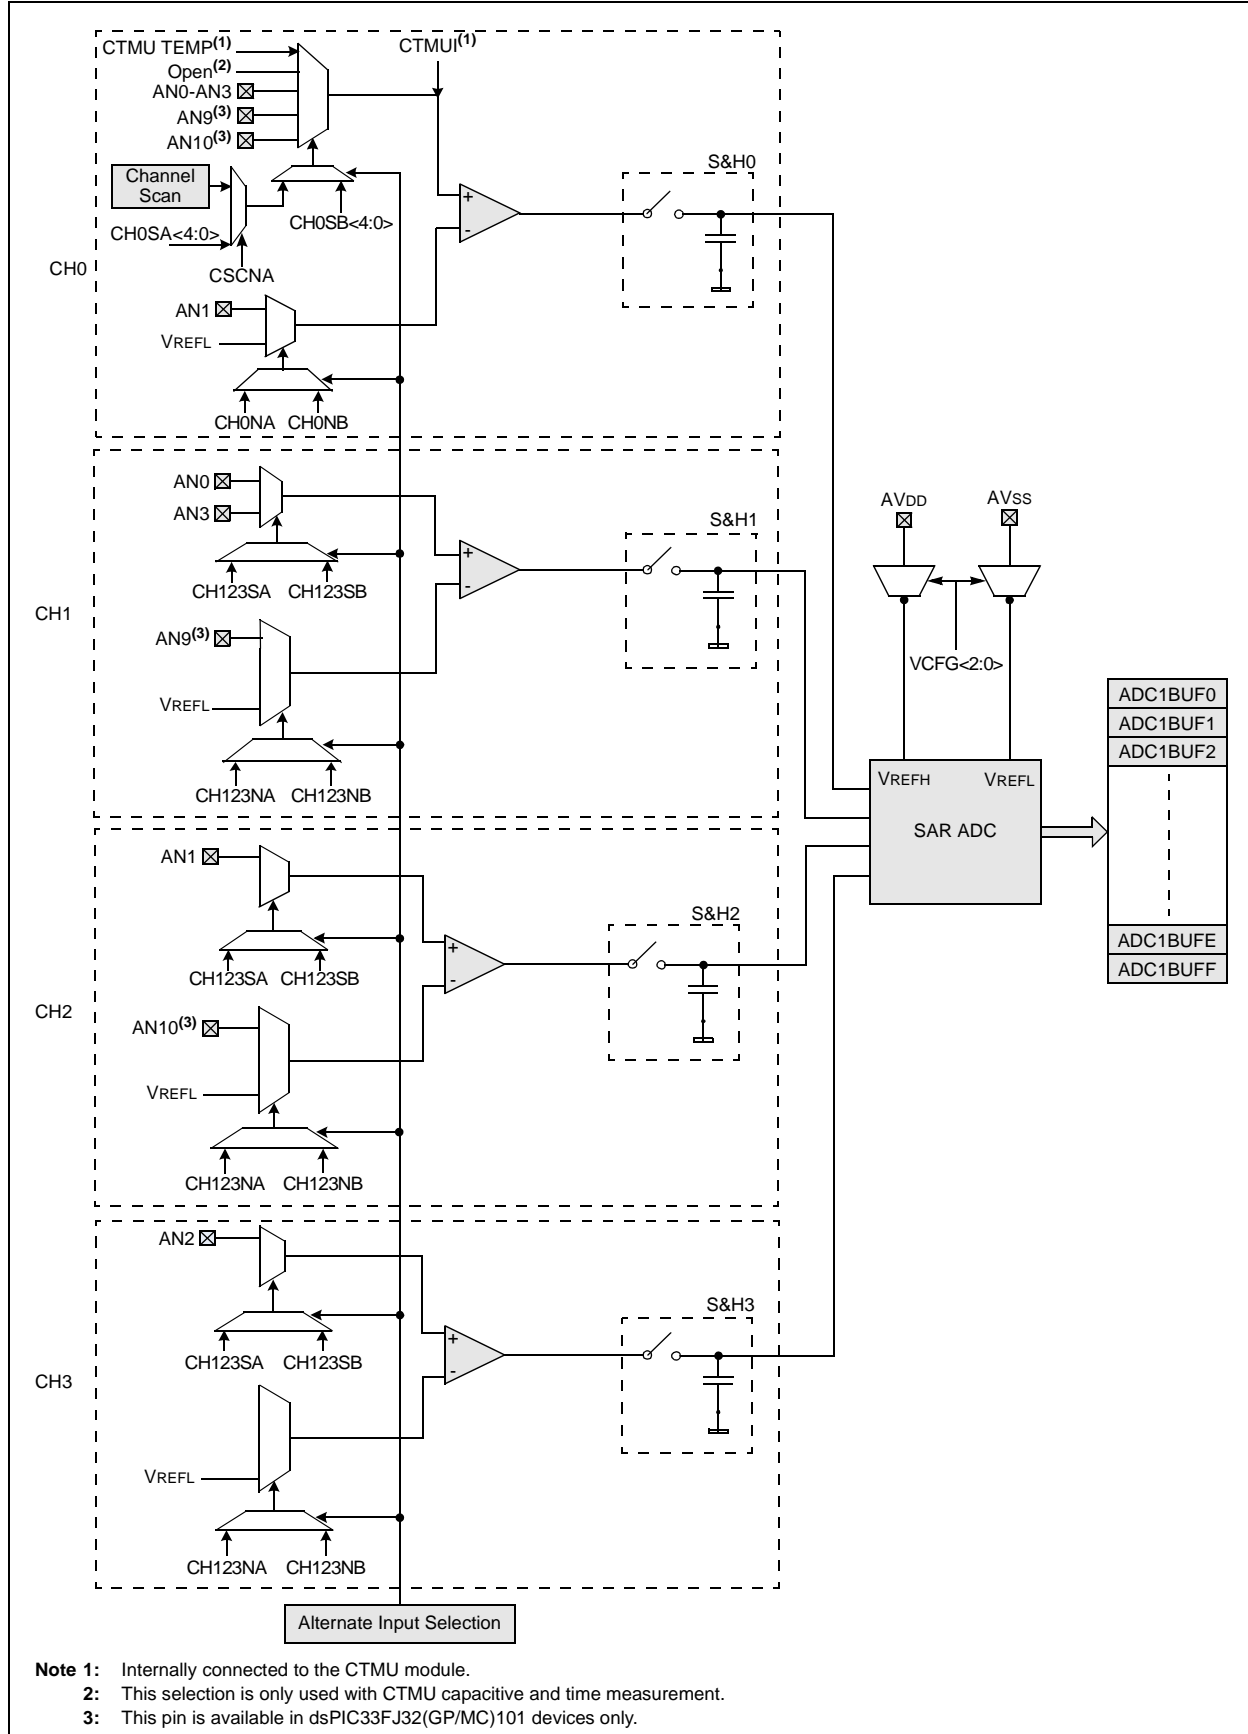 CTMU TEMP(1)
CTMUI(1)
Open(2)
AN0-AN3
AN9(3)
AN10(3)
Channel
Scan
CH0SA<4:0>
CH0SB<4:0>
CSCNA
+
-
S&H0
CH0
AN1
VREFL
CH0NA CH0NB
AN0
AN3
CH123SA CH123SB
+
-
S&H1
CH1
AN9(3)
VREFL
CH123NA CH123NB
AVDD
AVSS
VCFG<2:0>
VREFH
VREFL
SAR ADC
ADC1BUF0
ADC1BUF1
ADC1BUF2
ADC1BUFE
ADC1BUFF
AN1
CH123SA CH123SB
+
-
S&H2
CH2
AN10(3)
VREFL
CH123NA CH123NB
AN2
CH123SA CH123SB
+
-
S&H3
CH3
VREFL
CH123NA CH123NB
Alternate Input Selection
Note 1: Internally connected to the CTMU module.
2: This selection is only used with CTMU capacitive and time measurement.
3: This pin is available in dsPIC33FJ32(GP/MC)101 devices only.